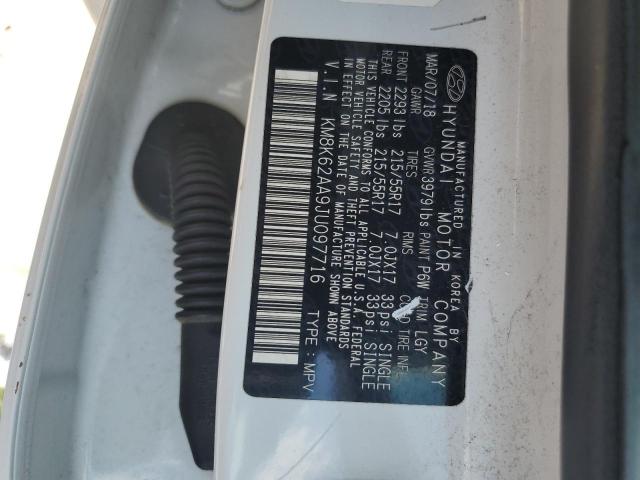 MANUFACTURED IN KOREA BY
HYUNDAI MOTOR COMPANY
MAR/07/18 GVWR 3979lbs PAINT P6W TRIM LGY
GAWR TIRES RIMS COLD TIRE INFL
FRONT 2293 lbs 215/55R17 7.0JX17 33psi SINGLE
REAR 2205 lbs 215/55R17 7.0JX17 33psi SINGLE
THIS VEHICLE CONFORMS TO ALL APPLICABLE U.S.A. FEDERAL
MOTOR VEHICLE SAFETY AND THEFT PREVENTION STANDARDS
IN EFFECT ON THE DATE OF MANUFACTURE SHOWN ABOVE
V.I.N KM8K62AA9JU097716 TYPE : MPV